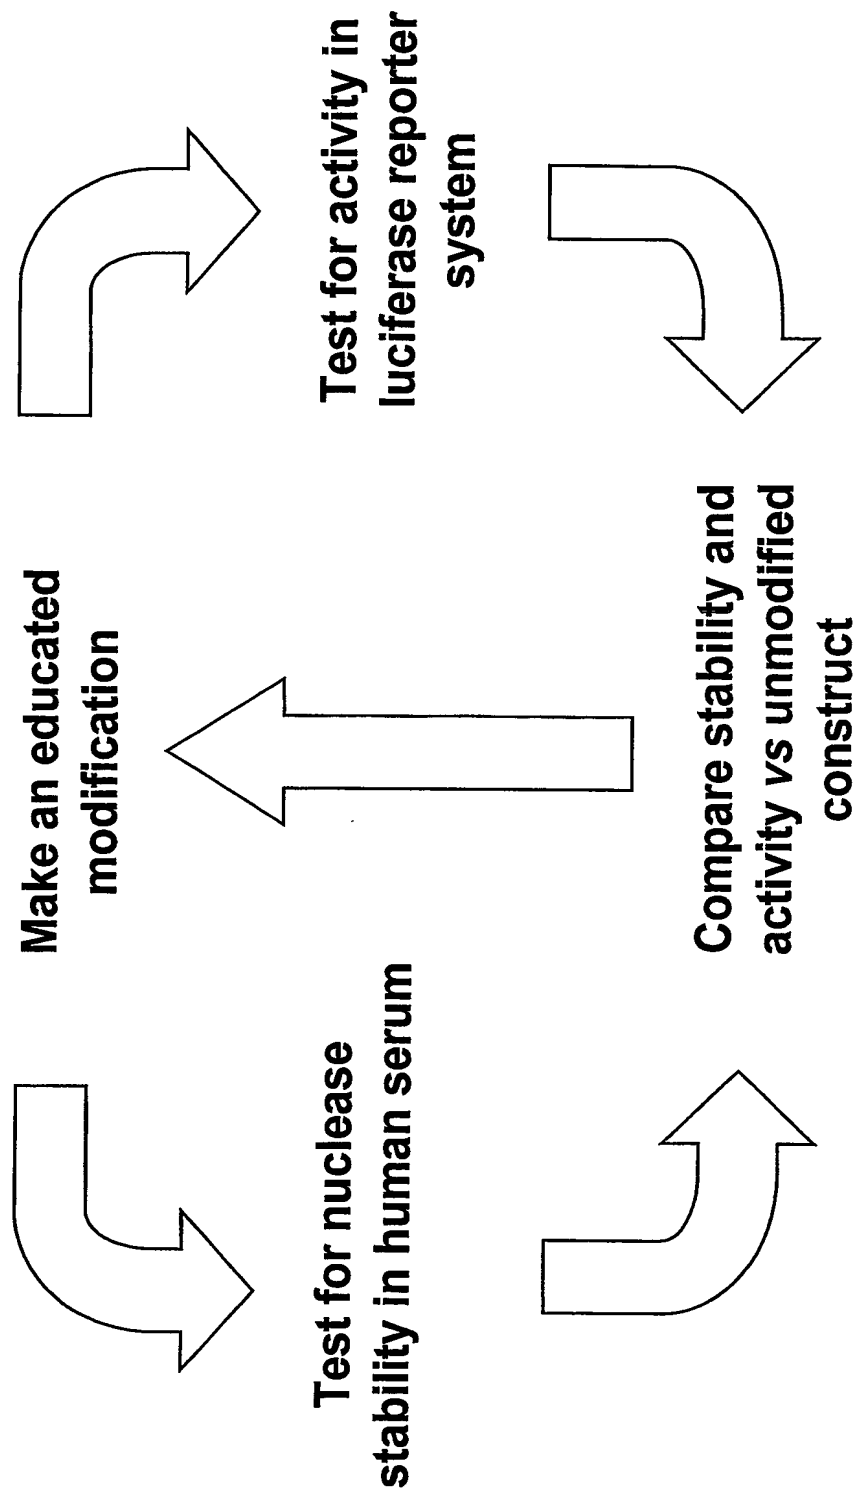 Make an educated
modification
Test for nuclease
stability in human serum
Test for activity in
luciferase reporter
system
Compare stability and
activity vs unmodified
construct